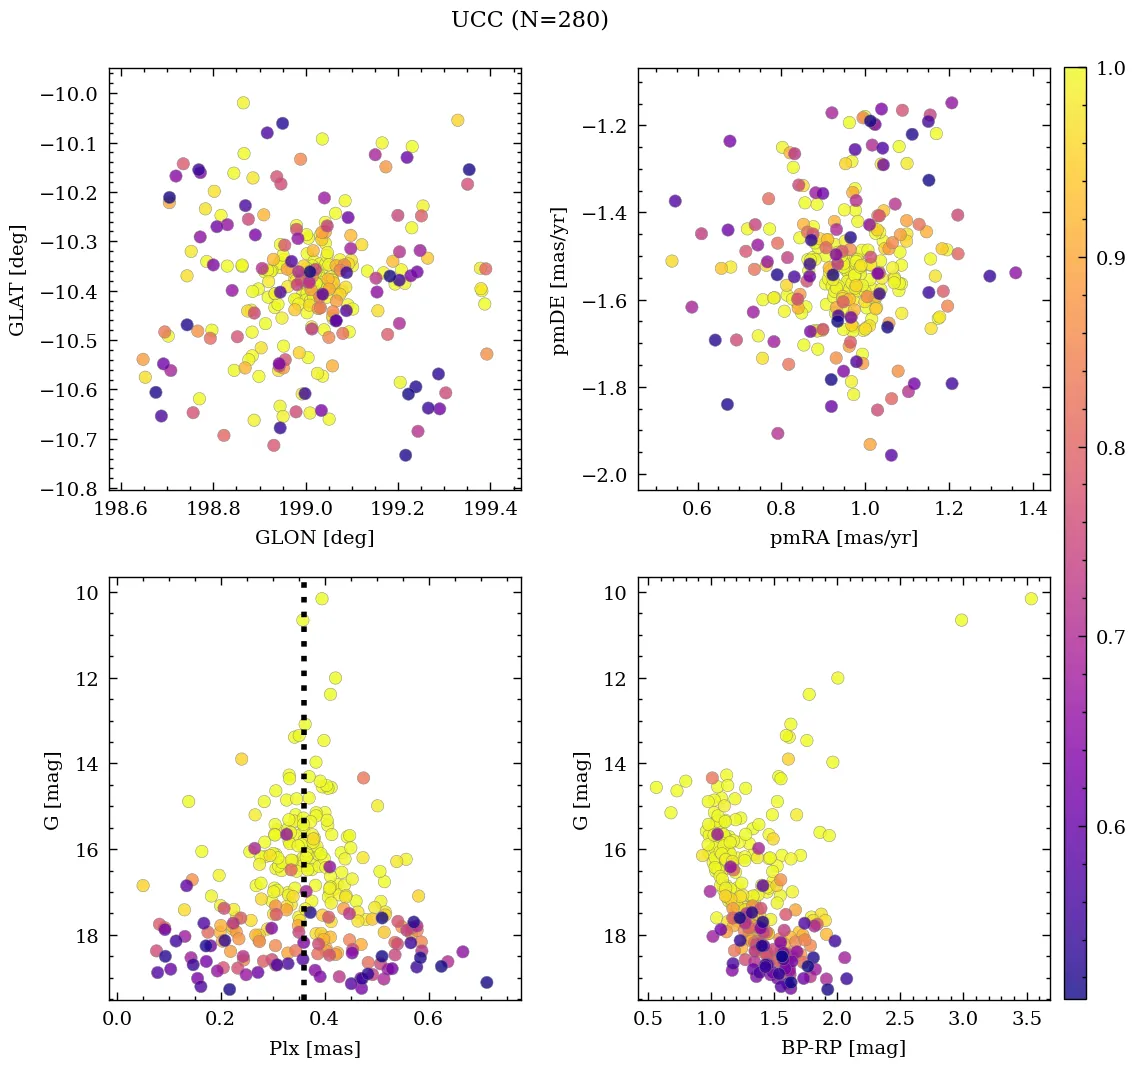 UCC (N=280)
−10.0
−10.1
−10.2
−10.3
−10.4
−10.5
−10.6
−10.7
−10.8
GLAT [deg]
198.6 198.8 199.0 199.2 199.4
GLON [deg]
−1.2
−1.4
−1.6
−1.8
−2.0
pmDE [mas/yr]
0.6 0.8 1.0 1.2 1.4
pmRA [mas/yr]
1.0
0.9
0.8
0.7
0.6
10
12
14
16
18
G [mag]
0.0 0.2 0.4 0.6
Plx [mas]
10
12
14
16
18
G [mag]
0.5 1.0 1.5 2.0 2.5 3.0 3.5
BP-RP [mag]